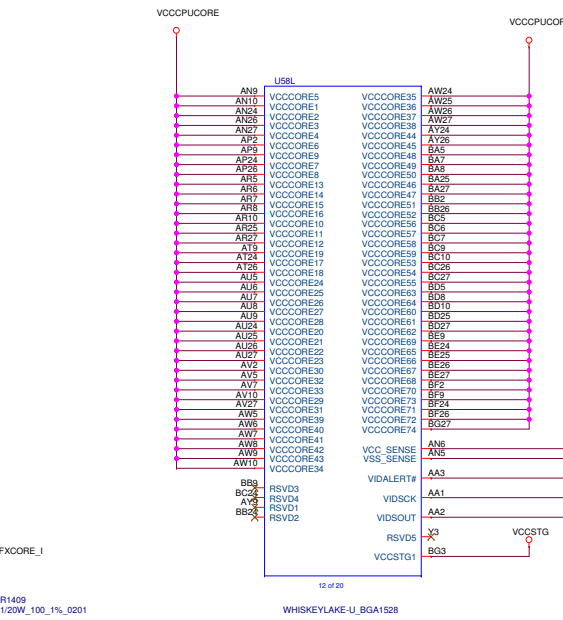 VCCCPUCORE
VCCCPUCOR
U58L
AN9 VCCCORE5 VCCCORE35 AW24
AN10 VCCCORE1 VCCCORE36 AW25
AN24 VCCCORE2 VCCCORE37 AW26
AN26 VCCCORE3 VCCCORE38 AW27
AN27 VCCCORE4 VCCCORE44 AY24
AP2 VCCCORE6 VCCCORE45 AY26
AP9 VCCCORE9 VCCCORE48 BA5
AP24 VCCCORE7 VCCCORE49 BA7
AP26 VCCCORE8 VCCCORE50 BA8
AR5 VCCCORE13 VCCCORE46 BA25
AR6 VCCCORE14 VCCCORE47 BA27
AR7 VCCCORE15 VCCCORE51 BB2
AR8 VCCCORE16 VCCCORE52 BB26
AR10 VCCCORE10 VCCCORE56 BC5
AR25 VCCCORE11 VCCCORE57 BC6
AR27 VCCCORE12 VCCCORE58 BC7
AT9 VCCCORE19 VCCCORE59 BC9
AT24 VCCCORE17 VCCCORE53 BC10
AT26 VCCCORE18 VCCCORE54 BC26
AU5 VCCCORE24 VCCCORE55 BC27
AU6 VCCCORE25 VCCCORE63 BD5
AU7 VCCCORE26 VCCCORE64 BD8
AU8 VCCCORE27 VCCCORE60 BD10
AU9 VCCCORE28 VCCCORE61 BD25
AU24 VCCCORE20 VCCCORE62 BD27
AU25 VCCCORE21 VCCCORE69 BE9
AU26 VCCCORE22 VCCCORE65 BE24
AU27 VCCCORE23 VCCCORE66 BE25
AV2 VCCCORE30 VCCCORE67 BE26
AV5 VCCCORE32 VCCCORE68 BE27
AV7 VCCCORE33 VCCCORE70 BF2
AV10 VCCCORE29 VCCCORE73 BF9
AV27 VCCCORE31 VCCCORE71 BF24
AW5 VCCCORE39 VCCCORE72 BF26
AW6 VCCCORE40 VCCCORE74 BG27
AW7 VCCCORE41
AW8 VCCCORE42 VCC_SENSE AN6
AW9 VCCCORE43 VSS_SENSE AN5
AW10 VCCCORE34
VIDALERT# AA3
BB9 RSVD3
RSVD4 VIDSCK AA1
RSVD1
BB24 RSVD2 VIDSOUT AA2
RSVD5 Y3
VCCSTG
VCCSTG1 BG3
FXCORE_I
12 of 20
R1409
1/20W_100_1%_0201
WHISKEYLAKE-U_BGA1528